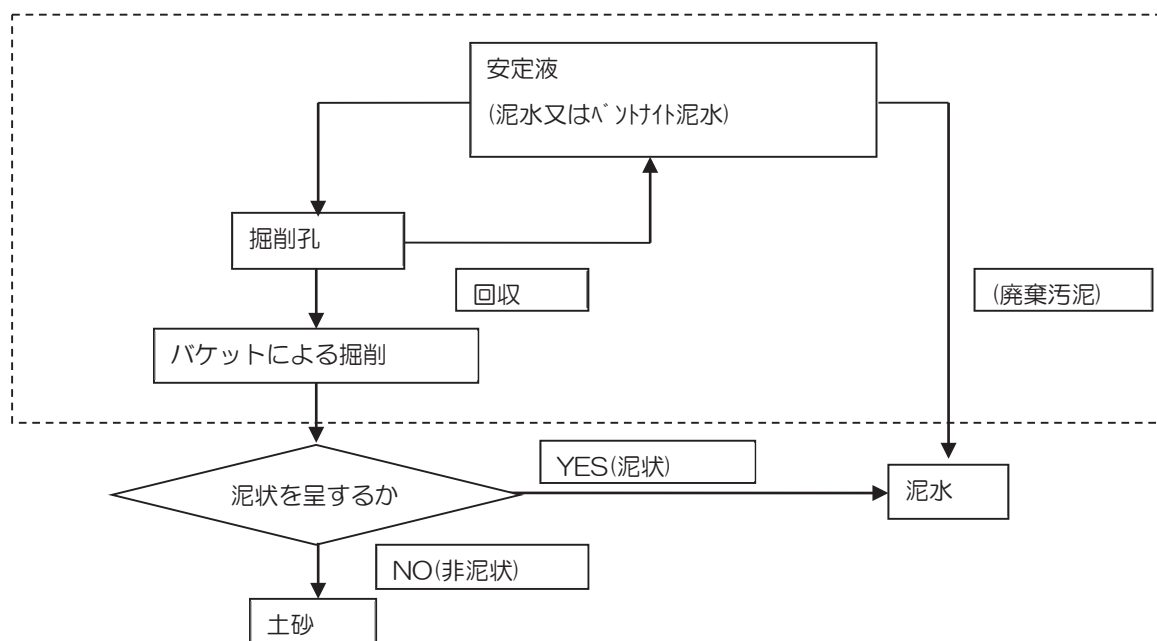 安定液
(泥水又はﾍﾞﾝﾄﾅｲﾄ泥水)
掘削孔
回収
(廃棄汚泥)
バケットによる掘削
YES(泥状)
泥状を呈するか
泥水
NO(非泥状)
土砂